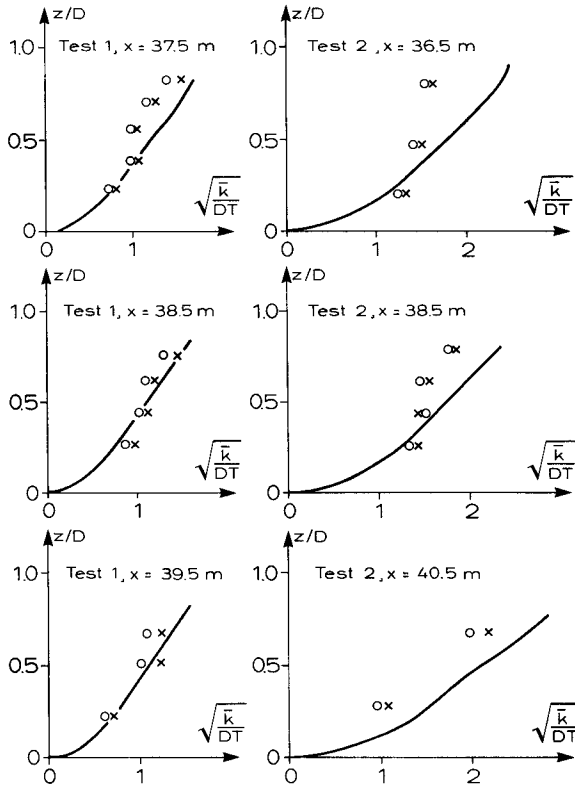 z/D
1.0
Test 1, x = 37.5 m
0.5
√k̄/DT
0
0 1
z/D
1.0
Test 2, x = 36.5 m
0.5
√k̄/DT
0
0 1 2
z/D
1.0
Test 1, x = 38.5 m
0.5
√k̄/DT
0
0 1
z/D
1.0
Test 2, x = 38.5 m
0.5
√k̄/DT
0
0 1 2
z/D
1.0
Test 1, x = 39.5 m
0.5
√k̄/DT
0
0 1
z/D
1.0
Test 2, x = 40.5 m
0.5
√k̄/DT
0
0 1 2